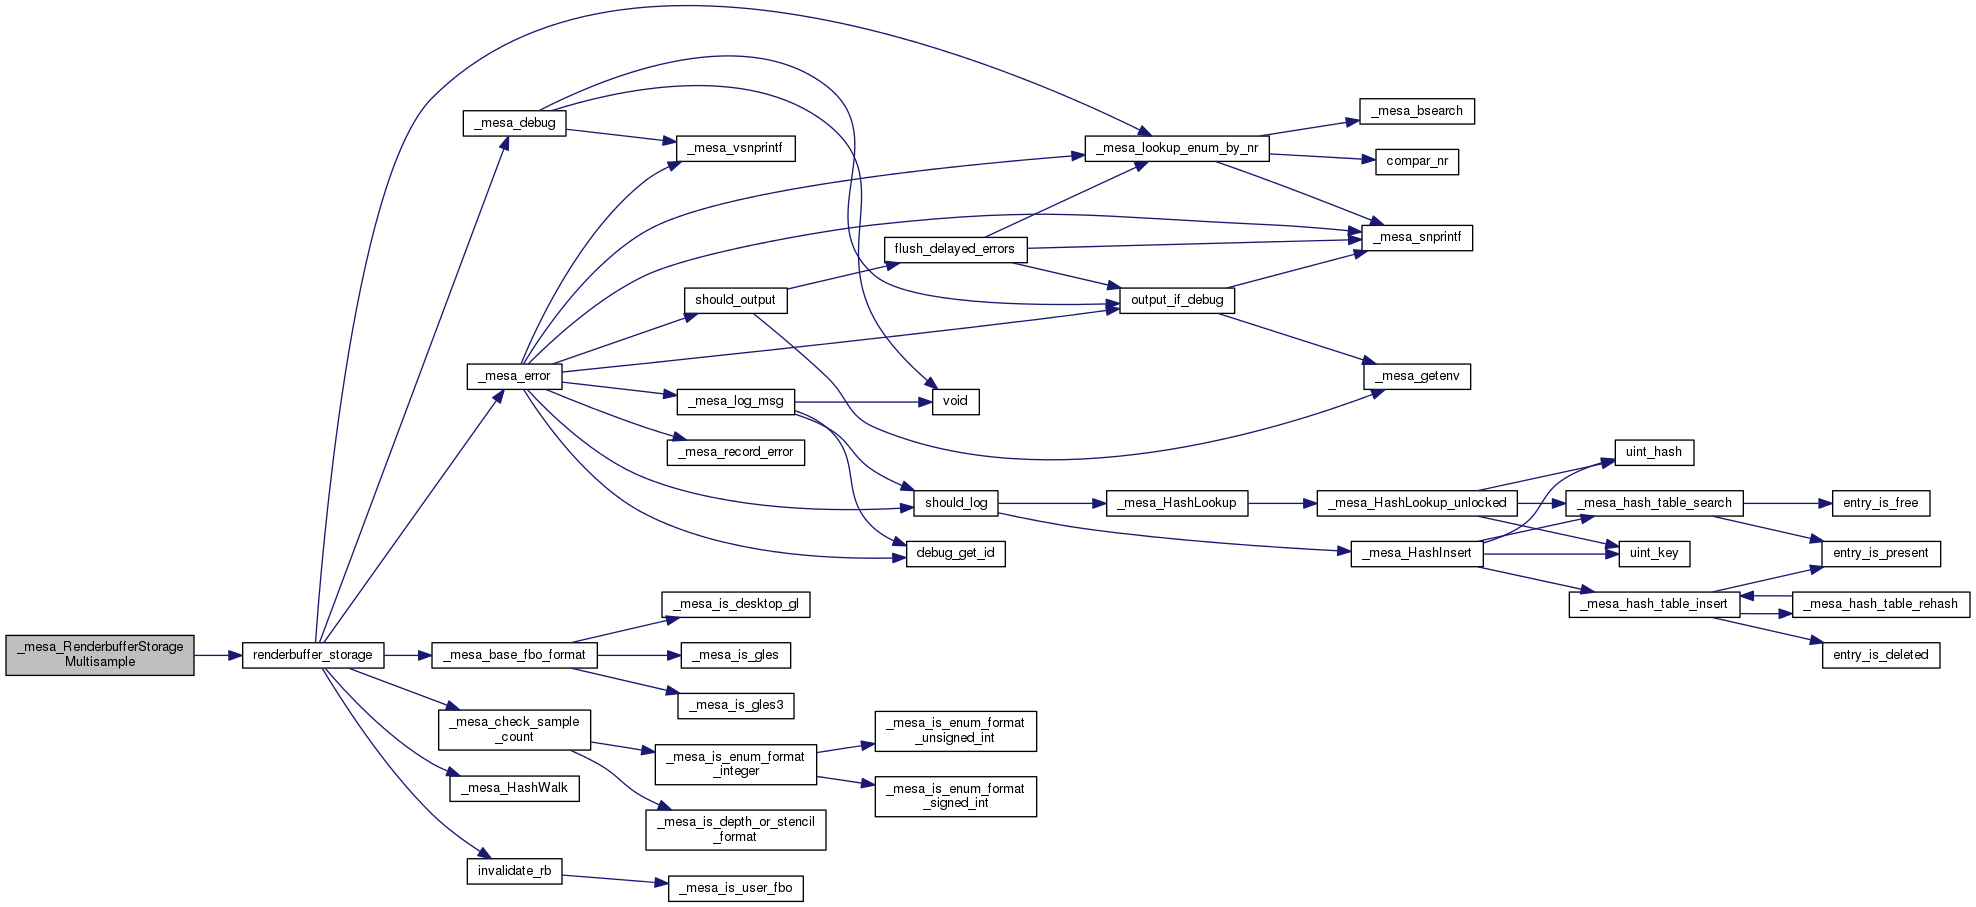 _mesa_RenderbufferStorage
Multisample
renderbuffer_storage
_mesa_debug
_mesa_error
_mesa_base_fbo_format
_mesa_check_sample
_count
_mesa_HashWalk
invalidate_rb
_mesa_vsnprintf
should_output
_mesa_log_msg
_mesa_record_error
_mesa_is_desktop_gl
_mesa_is_gles
_mesa_is_gles3
_mesa_is_enum_format
_integer
_mesa_is_depth_or_stencil
_format
_mesa_is_user_fbo
flush_delayed_errors
void
should_log
debug_get_id
_mesa_is_enum_format
_unsigned_int
_mesa_is_enum_format
_signed_int
_mesa_lookup_enum_by_nr
output_if_debug
_mesa_HashLookup
_mesa_bsearch
compar_nr
_mesa_snprintf
_mesa_getenv
_mesa_HashLookup_unlocked
_mesa_HashInsert
uint_hash
_mesa_hash_table_search
uint_key
_mesa_hash_table_insert
entry_is_free
entry_is_present
_mesa_hash_table_rehash
entry_is_deleted